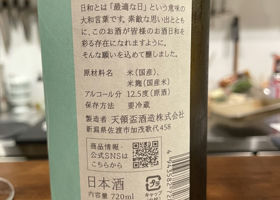 日和とは「最適な日」という意味の
大和言葉です。素敵な思い出ととも
に、このお酒が皆様のお酒日和を
彩る存在になれますように。
そんな願いを込めて醸しました。
原材料名 米(国産)、
米麹(国産米)
アルコール分 12.5度(原酒)
保存方法 要冷蔵
製造者 天領盃酒造株式会社
新潟県佐渡市加茂歌代458
商品情報・
公式SNSは
こちらから
日本酒
内容量 720ml
キャップ